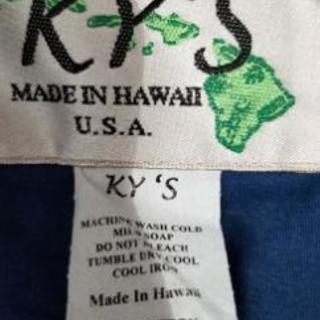 KY'S
MADE IN HAWAII
U.S.A.
KY 'S
MACHINE WASH COLD
MILD SOAP
DO NOT BLEACH
TUMBLE DRY COOL
COOL IRON
Made In Hawaii